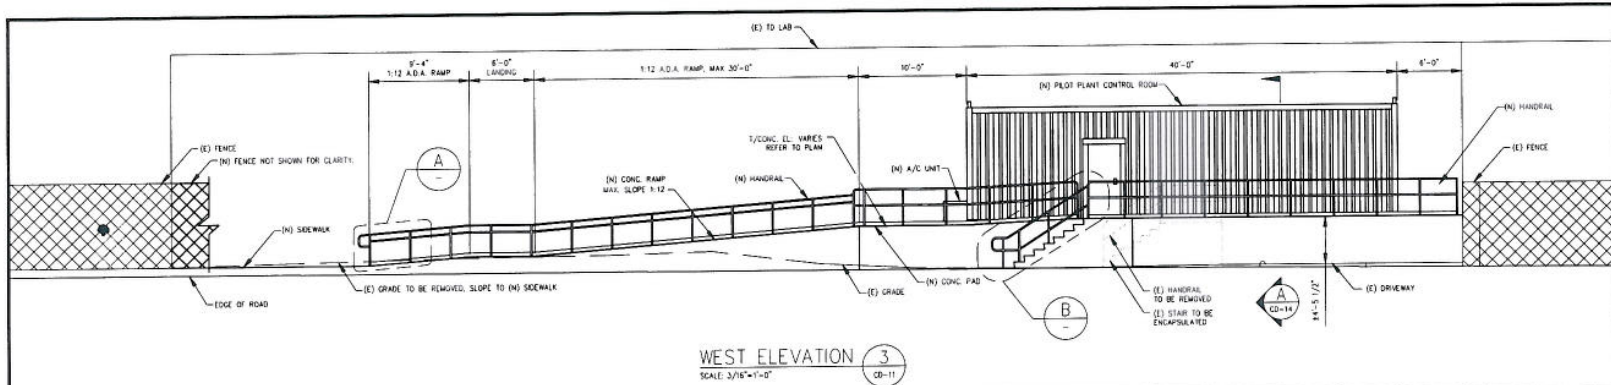 (E) TO LAB
9'-4"
1:12 A.D.A. RAMP
6'-0"
LANDING
1:12 A.D.A. RAMP, MAX 30'-0"
10'-0"
40'-0"
6'-0"
(N) PILOT PLANT CONTROL ROOM
(N) HANDRAIL
(E) FENCE
(N) FENCE NOT SHOWN FOR CLARITY.
A
-
T/CONC. EL. VARIES
REFER TO PLAN
(N) A/C UNIT
(E) FENCE
(N) CONC. RAMP
MAX. SLOPE 1:12
(N) HANDRAIL
(N) SIDEWALK
(E) GRADE TO BE REMOVED, SLOPE TO (N) SIDEWALK
(E) GRADE
(N) CONC. PAD
EDGE OF ROAD
B
-
(E) HANDRAIL
TO BE REMOVED
(E) STAIR TO BE
ENCAPSULATED
A
CD-14
±4'-5 1/2"
(E) DRIVEWAY
WEST ELEVATION
3
CD-11
SCALE: 3/16"=1'-0"